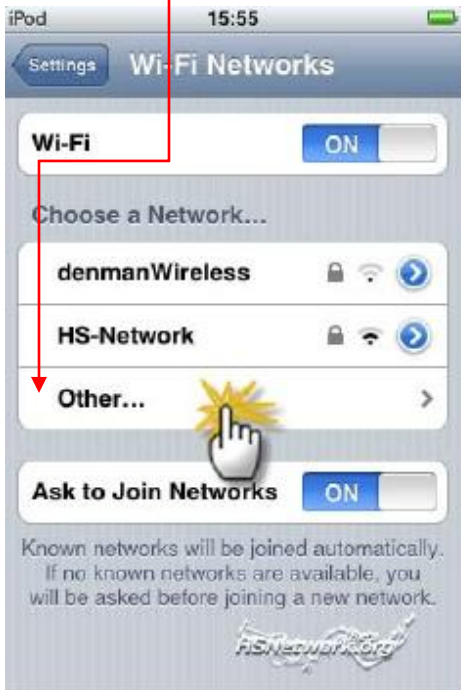 iPod 15:55
Settings Wi-Fi Networks
Wi-Fi ON
Choose a Network...
denmanWireless
HS-Network
Other...
Ask to Join Networks ON
Known networks will be joined automatically.
If no known networks are available, you
will be asked before joining a new network.
HSNetwork.org